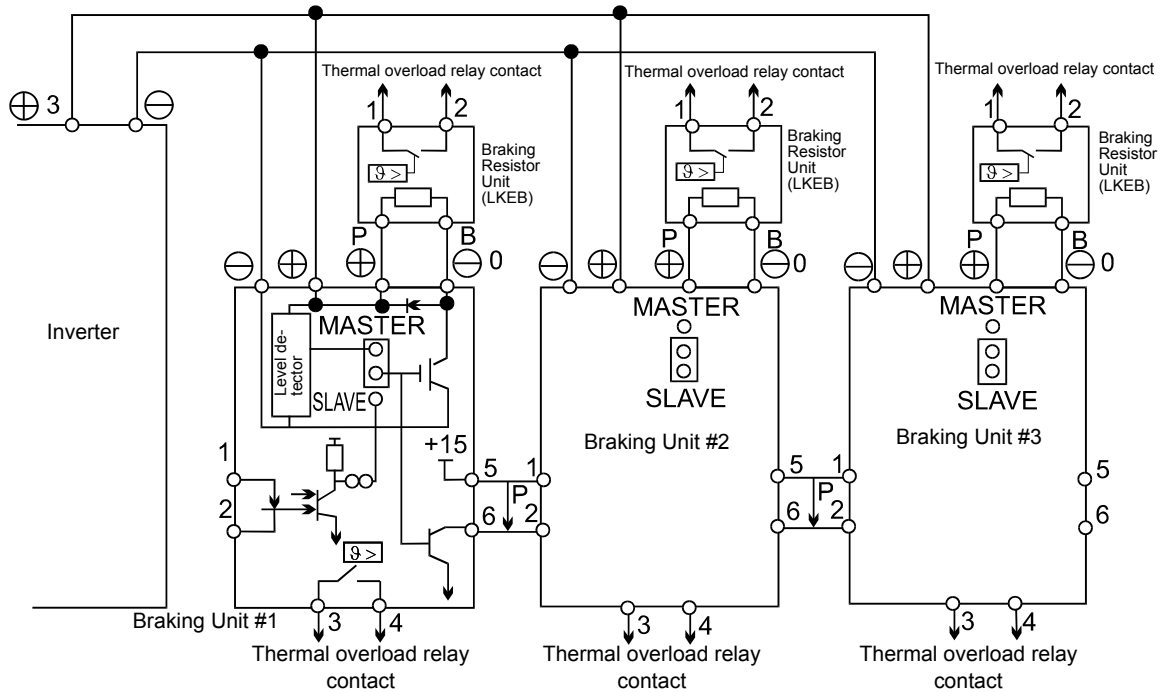 Thermal overload relay contact
Thermal overload relay contact
Thermal overload relay contact
⊕ 3 ⊖
1 2
1 2
1 2
Braking
Resistor
Unit
(LKEB)
Braking
Resistor
Unit
(LKEB)
Braking
Resistor
Unit
(LKEB)
ϑ >
ϑ >
ϑ >
P B
P B
P B
⊖ ⊕ ⊕ ⊖ 0
⊖ ⊕ ⊕ ⊖ 0
⊖ ⊕ ⊕ ⊖ 0
Inverter
MASTER
Level de-
tector
SLAVE
MASTER
SLAVE
Braking Unit #2
MASTER
SLAVE
Braking Unit #3
+15
1
2
5
6
P
1
2
5
6
P
1
2
5
6
ϑ >
Braking Unit #1
3 4
3 4
3 4
Thermal overload relay
contact
Thermal overload relay
contact
Thermal overload relay
contact